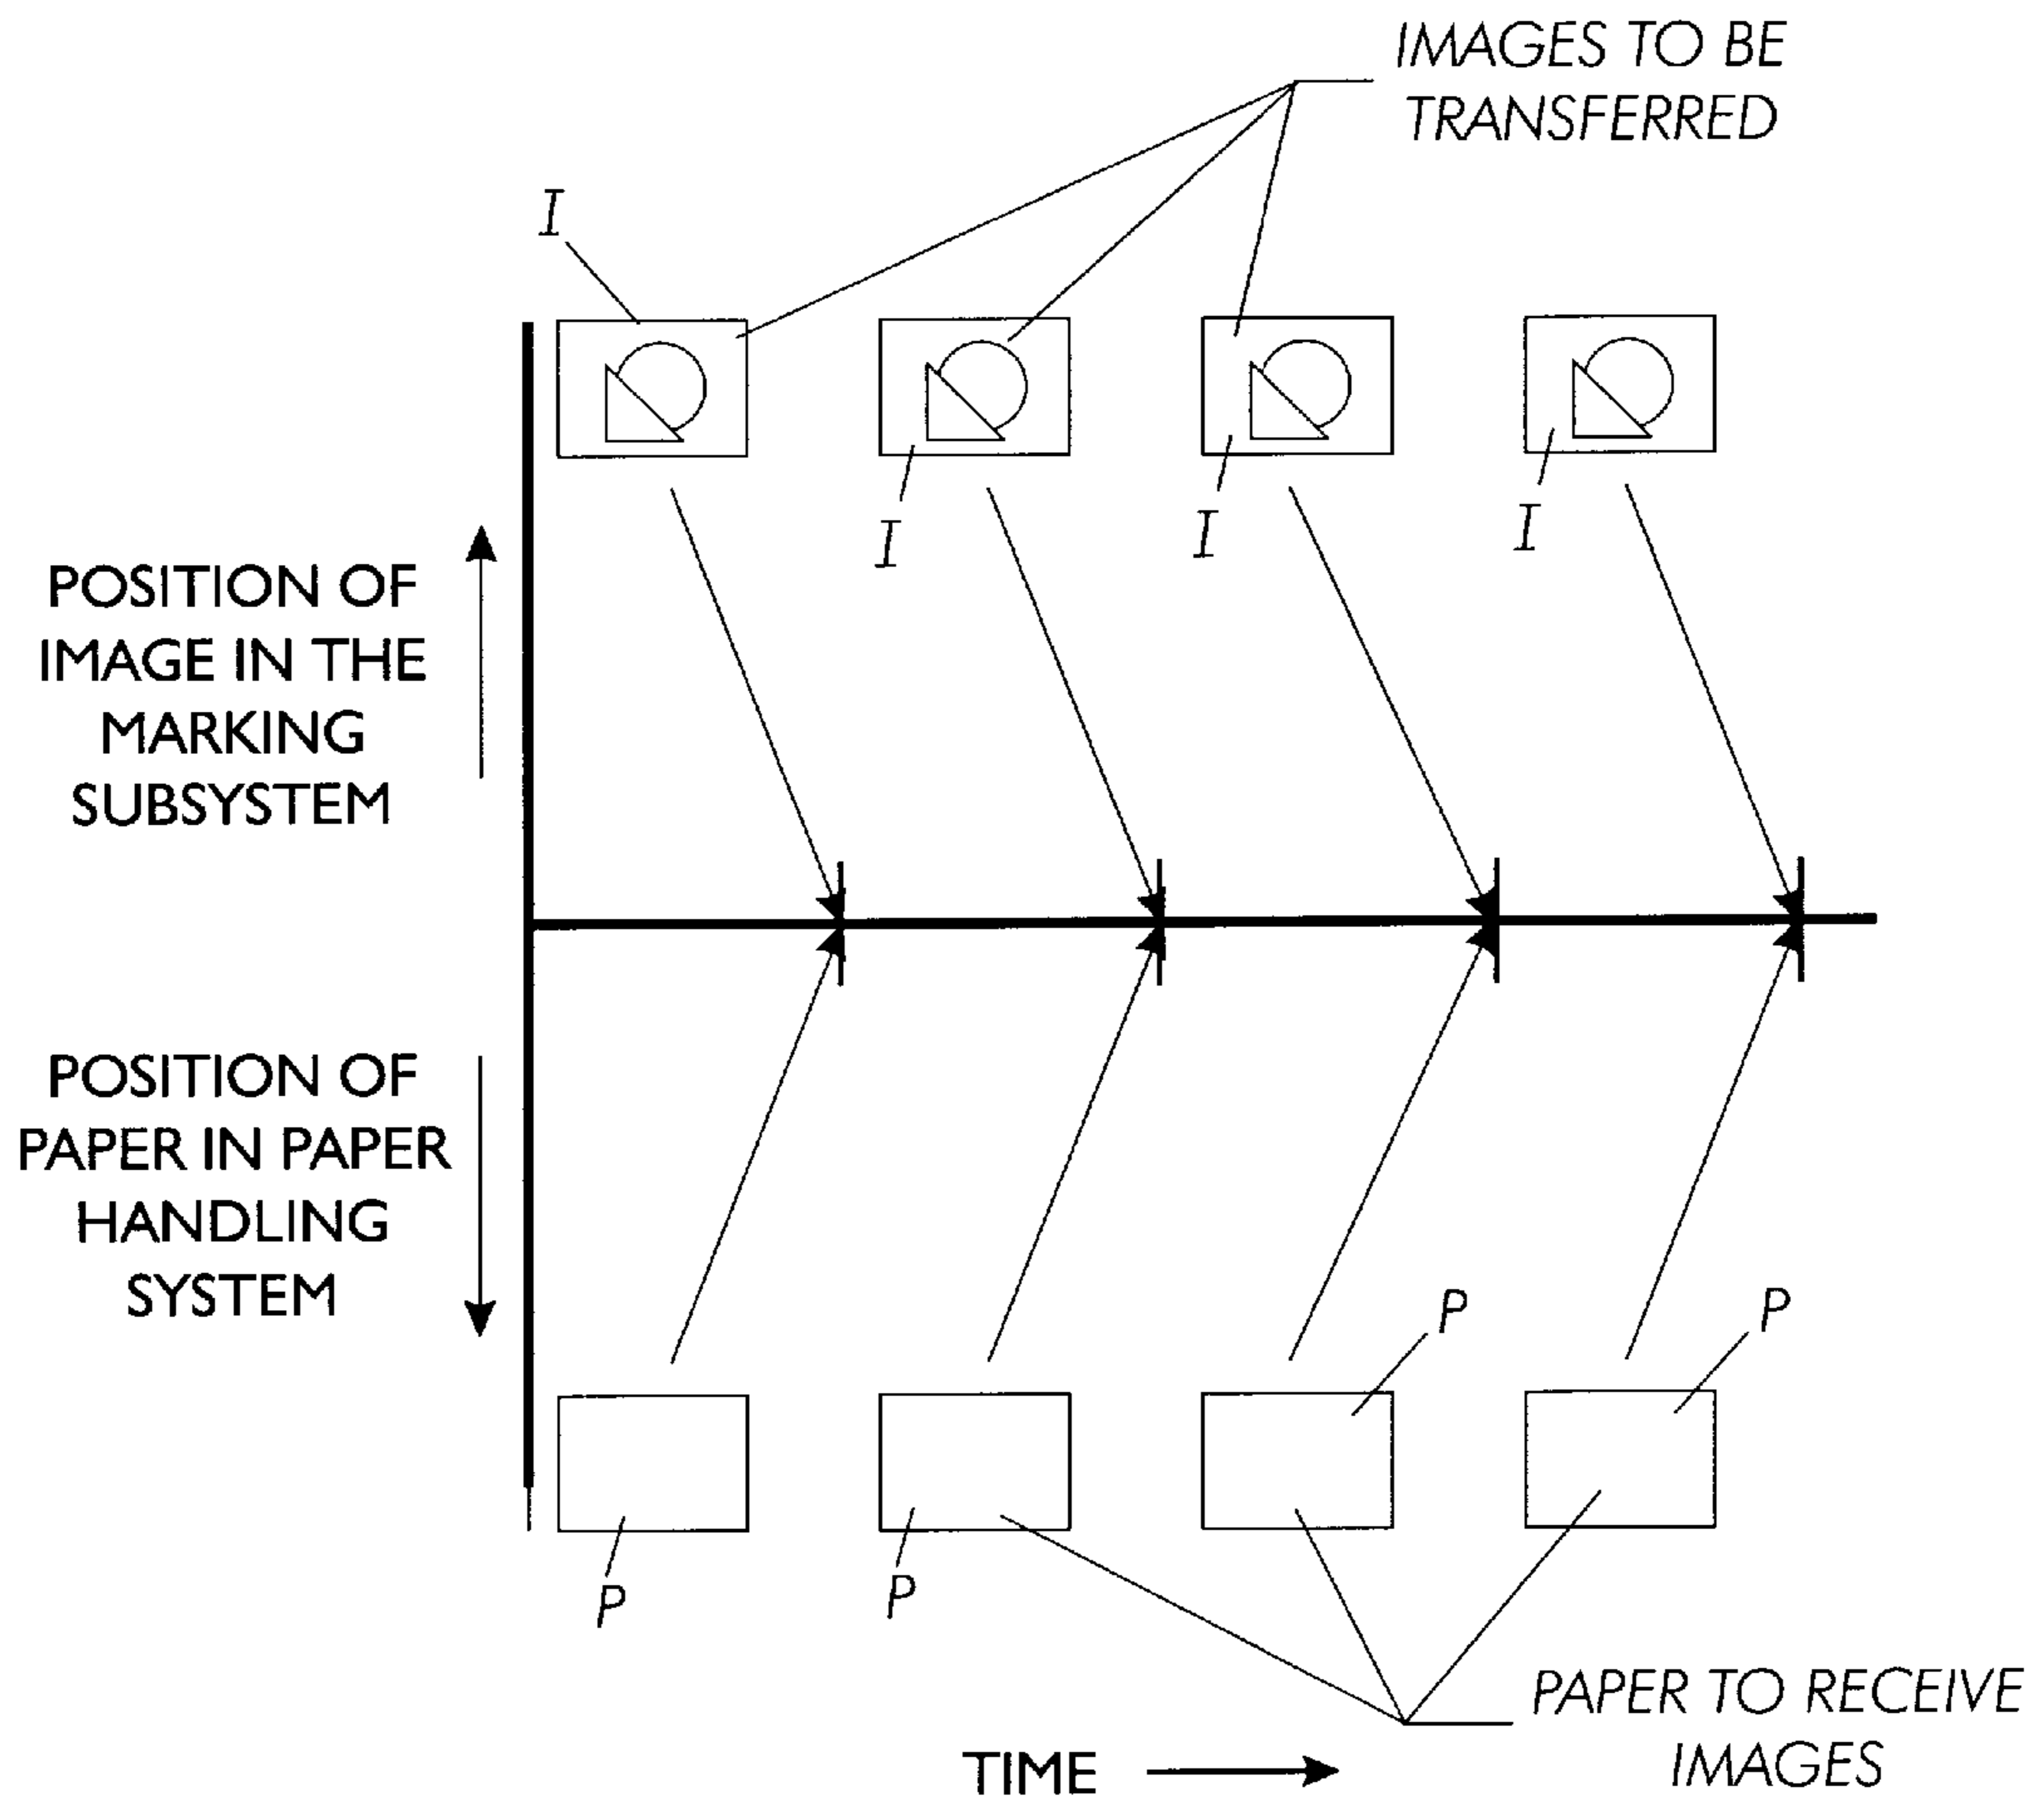 IMAGES TO BE
TRANSFERRED
I
I
I
I
POSITION OF
IMAGE IN THE
MARKING
SUBSYSTEM
POSITION OF
PAPER IN PAPER
HANDLING
SYSTEM
P
P
P
P
PAPER TO RECEIVE
IMAGES
TIME